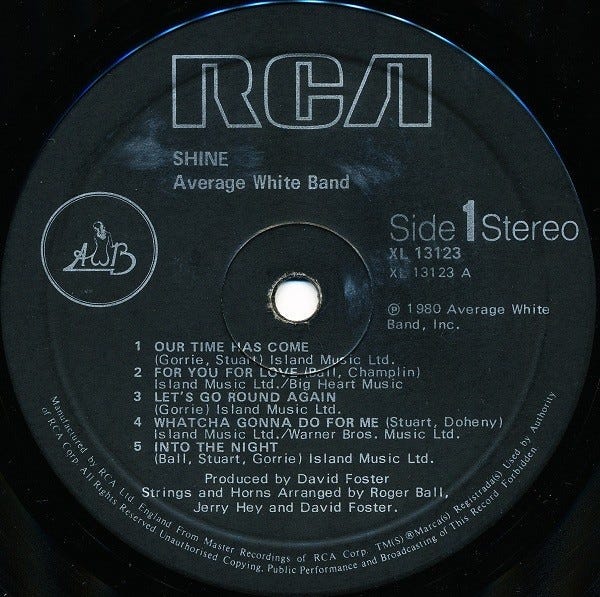 RCA
SHINE
Average White Band
AWB
Side 1 Stereo
XL 13123
XL 13123 A
℗ 1980 Average White
Band, Inc.
1 OUR TIME HAS COME
(Gorrie, Stuart) Island Music Ltd.
2 FOR YOU FOR LOVE (Ball, Champlin)
Island Music Ltd./Big Heart Music
3 LET'S GO ROUND AGAIN
(Gorrie) Island Music Ltd.
4 WHATCHA GONNA DO FOR ME (Stuart, Doheny)
Island Music Ltd./Warner Bros. Music Ltd.
5 INTO THE NIGHT
(Ball, Stuart, Gorrie) Island Music Ltd.
Produced by David Foster
Strings and Horns Arranged by Roger Ball,
Jerry Hey and David Foster.
Manufactured by RCA Ltd. England From Master Recordings of RCA Corp. TM(S) ® Marca(s) Registrada(s) Used by Authority
of RCA Corp. All Rights Reserved Unauthorised Copying, Public Performance and Broadcasting of This Record Forbidden